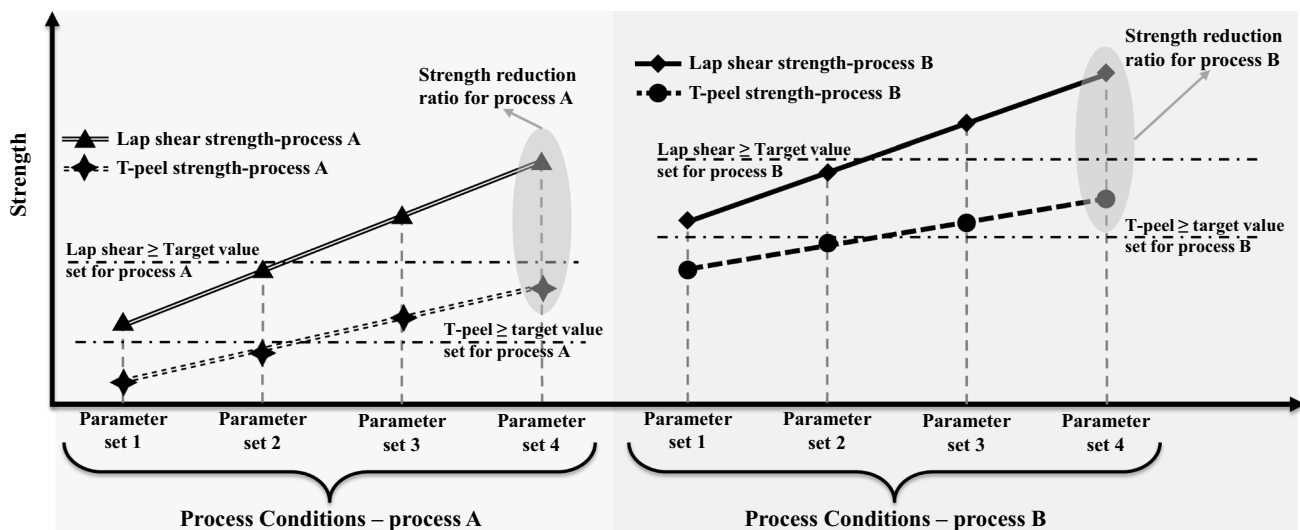 Strength
Strength reduction
ratio for process A
Lap shear strength-process A
T-peel strength-process A
Lap shear ≥ Target value
set for process A
T-peel ≥ target value
set for process A
Parameter
set 1
Parameter
set 2
Parameter
set 3
Parameter
set 4
Process Conditions – process A
Strength reduction
ratio for process B
Lap shear strength-process B
T-peel strength-process B
Lap shear ≥ Target value
set for process B
T-peel ≥ target value
set for process B
Parameter
set 1
Parameter
set 2
Parameter
set 3
Parameter
set 4
Process Conditions – process B